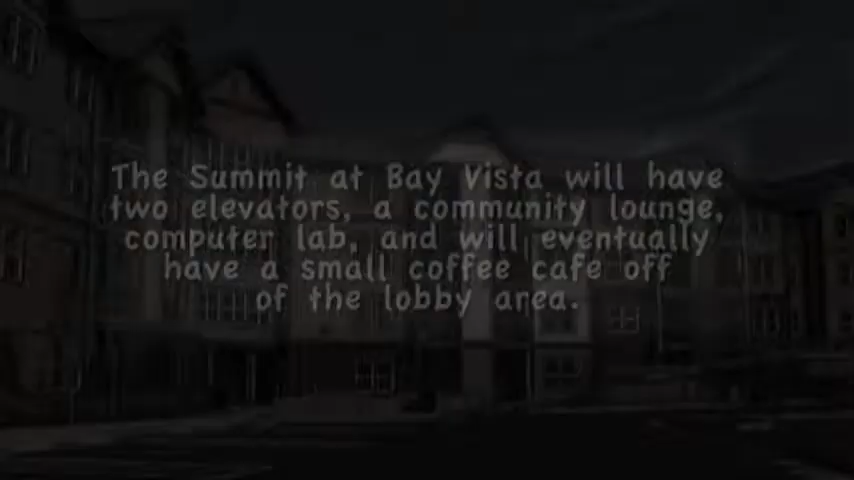 The Summit at Bay Vista will have
two elevators, a community lounge,
computer lab, and will eventually
have a small coffee cafe off
of the lobby area.